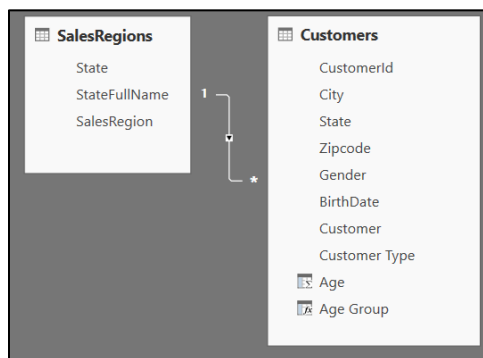 SalesRegions
State
StateFullName
SalesRegion
1
*
Customers
CustomerId
City
State
Zipcode
Gender
BirthDate
Customer
Customer Type
Age
Age Group